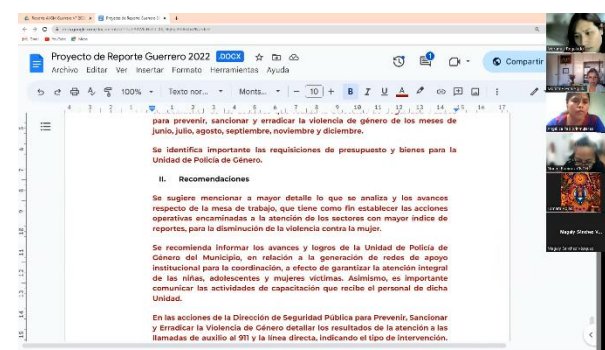 Proyecto de Reporte Guerrero 2022 .DOCX
Archivo Editar Ver Insertar Formato Herramientas Ayuda
Compartir
100% Texto nor... Monts... - 10 + B I U A
para prevenir, sancionar y erradicar la violencia de género de los meses de
junio, julio, agosto, septiembre, noviembre y diciembre.
Se identifica importante las requisiciones de presupuesto y bienes para la
Unidad de Policía de Género.
II. Recomendaciones
Se sugiere mencionar a mayor detalle lo que se analiza y los avances
respecto de la mesa de trabajo, que tiene como fin establecer las acciones
operativas encaminadas a la atención de los sectores con mayor índice de
reportes, para la disminución de la violencia contra la mujer.
Se recomienda informar los avances y logros de la Unidad de Policía de
Género del Municipio, en relación a la generación de redes de apoyo
institucional para la coordinación, a efecto de garantizar la atención integral
de las niñas, adolescentes y mujeres víctimas. Asimismo, es importante
comunicar las actividades de capacitación que recibe el personal de dicha
Unidad.
En las acciones de la Dirección de Seguridad Pública para Prevenir, Sancionar
y Erradicar la Violencia de Género detallar los resultados de la atención a las
llamadas de auxilio al 911 y la línea directa, indicando el tipo de intervención.
Magaly Sánchez V...